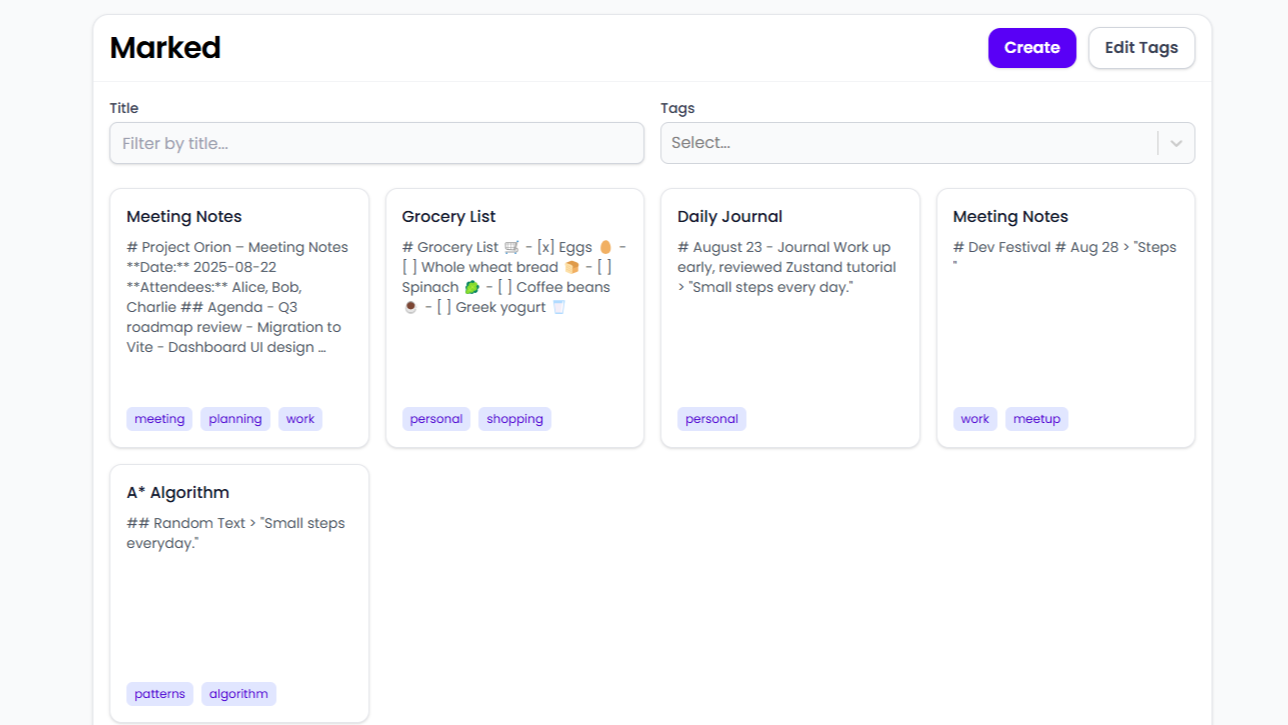 Marked
Create
Edit Tags
Title
Tags
Filter by title...
Select...
Meeting Notes
# Project Orion – Meeting Notes
**Date:** 2025-08-22
**Attendees:** Alice, Bob,
Charlie ## Agenda - Q3
roadmap review - Migration to
Vite - Dashboard UI design ...
meeting
planning
work
Grocery List
# Grocery List 🛒 - [x] Eggs 🥚 -
[ ] Whole wheat bread 🍞 - [ ]
Spinach 🥬 - [ ] Coffee beans
☕ - [ ] Greek yogurt 🥛
personal
shopping
Daily Journal
# August 23 - Journal Work up
early, reviewed Zustand tutorial
> "Small steps every day."
personal
Meeting Notes
# Dev Festival # Aug 28 > "Steps
"
work
meetup
A* Algorithm
## Random Text > "Small steps
everyday."
patterns
algorithm